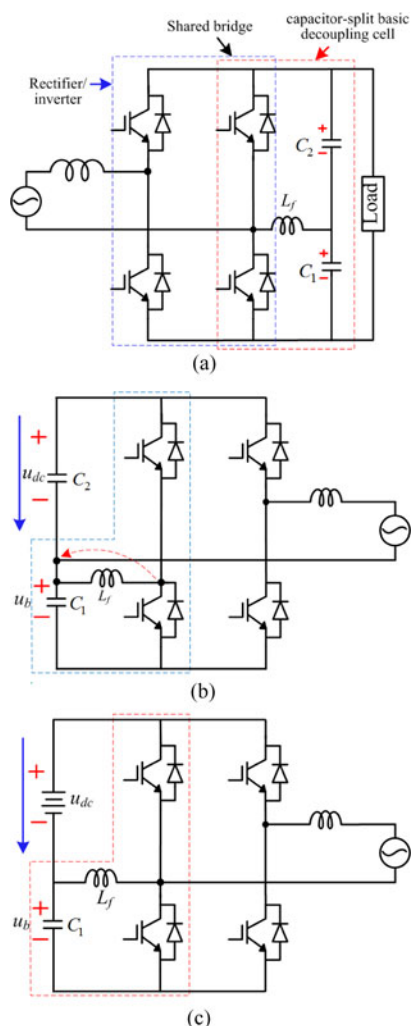 Shared bridge
capacitor-split basic
decoupling cell
Rectifier/
inverter
C2
Lf
Load
C1
(a)
+
udc
−
C2
+
ub
−
Lf
C1
(b)
+
udc
−
+
ub
−
Lf
C1
(c)